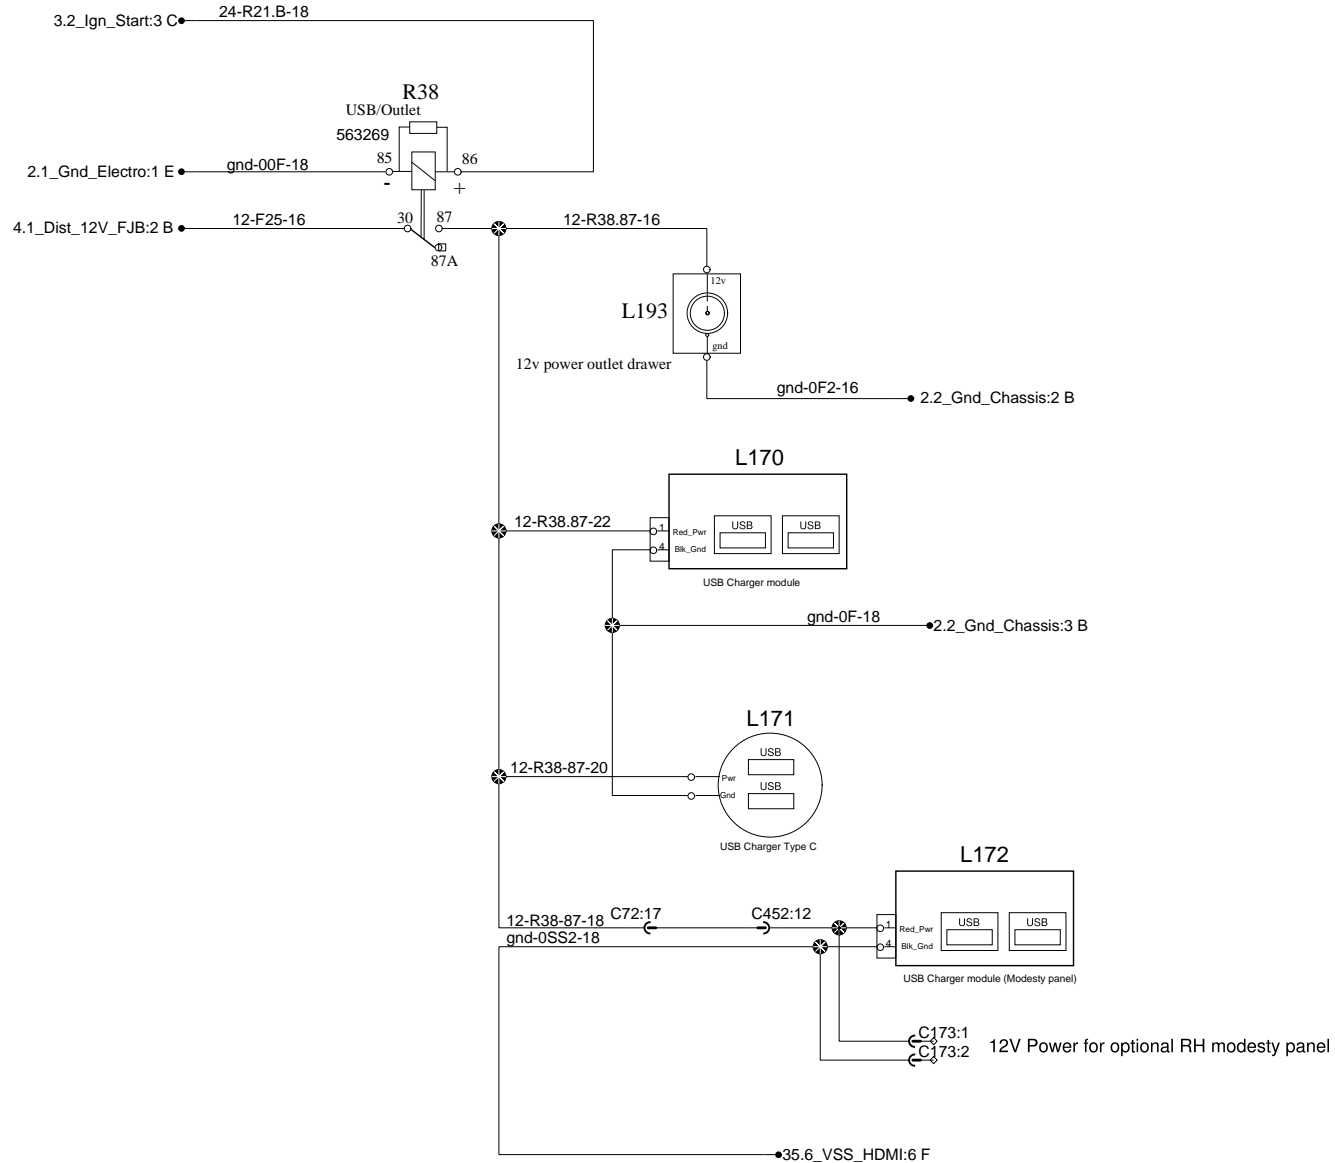 24-R21.B-18
3.2_Ign_Start:3 C
R38
USB/Outlet
563269
85
86
gnd-00F-18
2.1_Gnd_Electro:1 E
-
+
12-F25-16
30
87
12-R38.87-16
4.1_Dist_12V_FJB:2 B
87A
12v
L193
gnd
12v power outlet drawer
gnd-0F2-16
2.2_Gnd_Chassis:2 B
L170
12-R38.87-22
1
Red_Pwr
USB
USB
4
Blk_Gnd
USB Charger module
gnd-0F-18
2.2_Gnd_Chassis:3 B
L171
USB
12-R38-87-20
Pwr
USB
Gnd
USB Charger Type C
L172
12-R38-87-18
C72:17
C452:12
1
Red_Pwr
USB
USB
gnd-0SS2-18
4
Blk_Gnd
USB Charger module (Modesty panel)
C173:1
C173:2
12V Power for optional RH modesty panel
35.6_VSS_HDMI:6 F